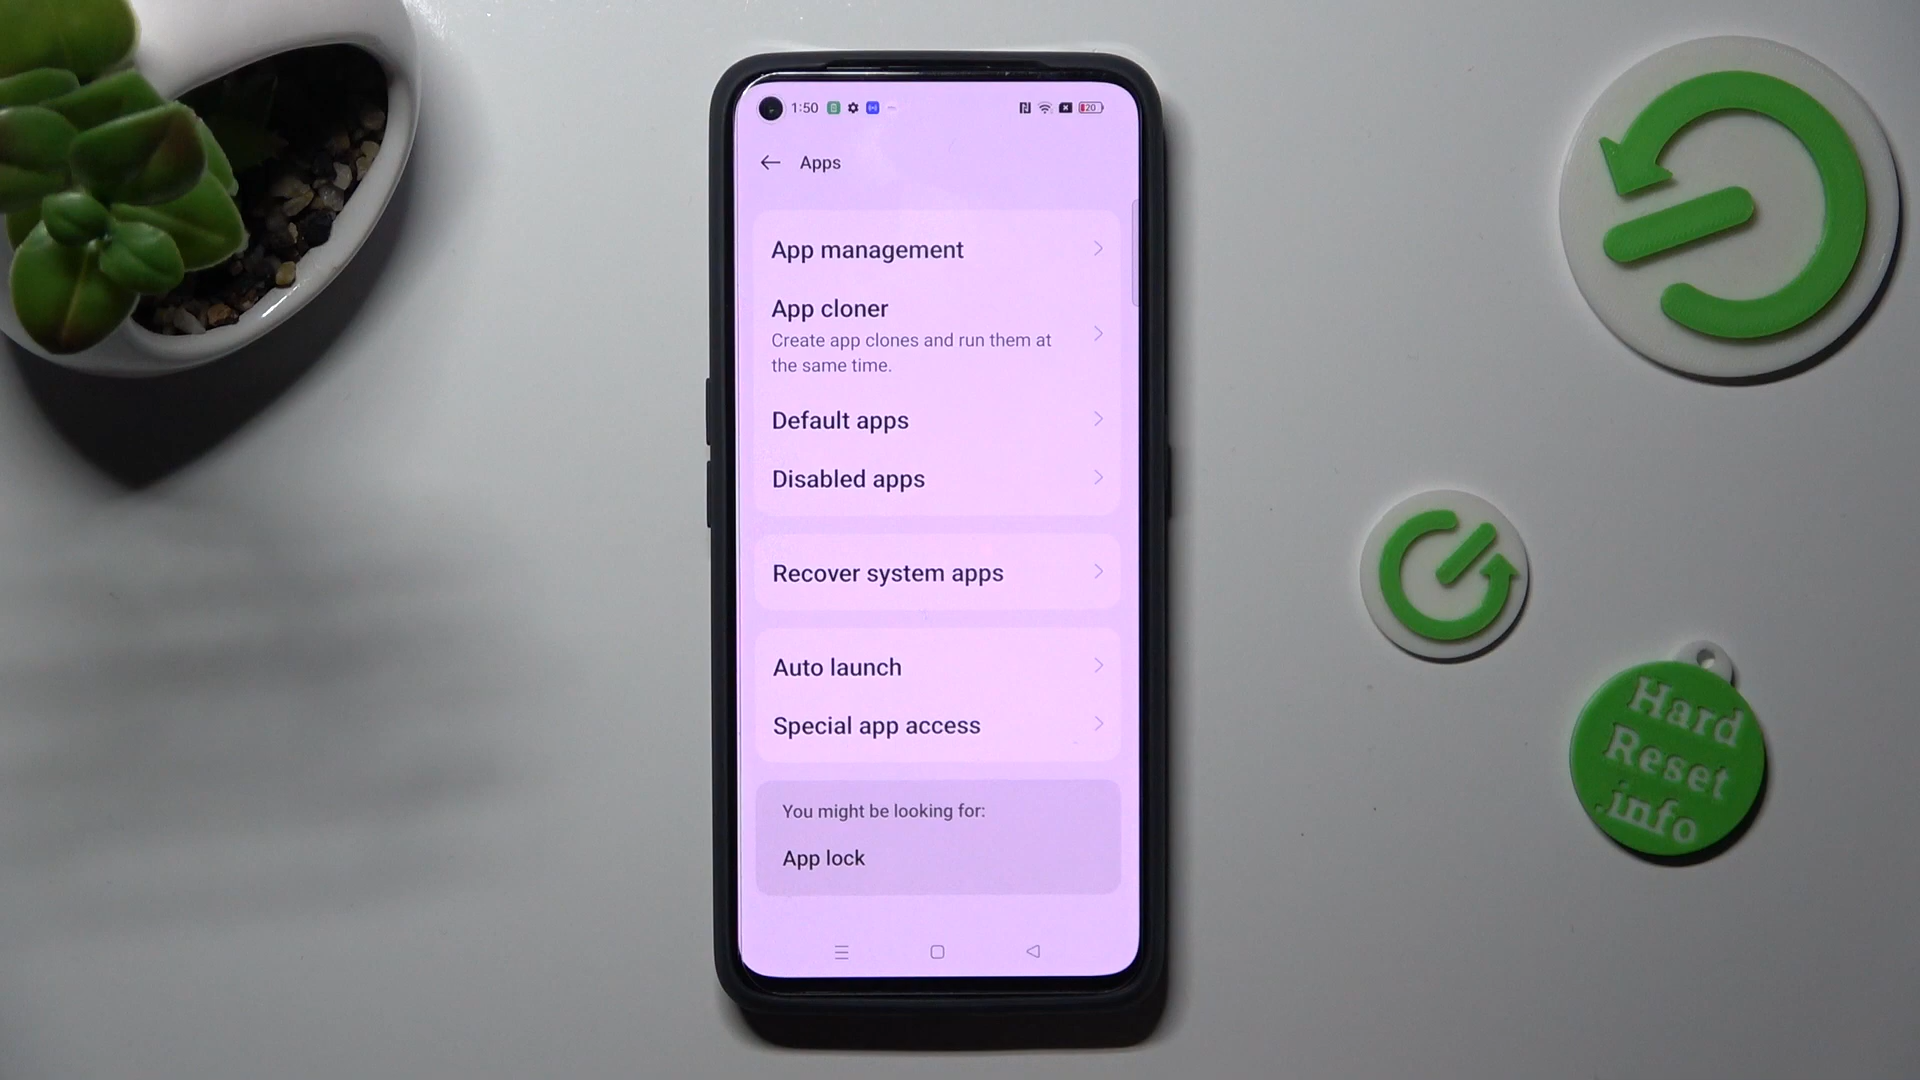 1:50
20
Apps
App management
App cloner
Create app clones and run them at
the same time.
Default apps
Disabled apps
Recover system apps
Auto launch
Special app access
You might be looking for:
App lock
Hard
Reset
.info